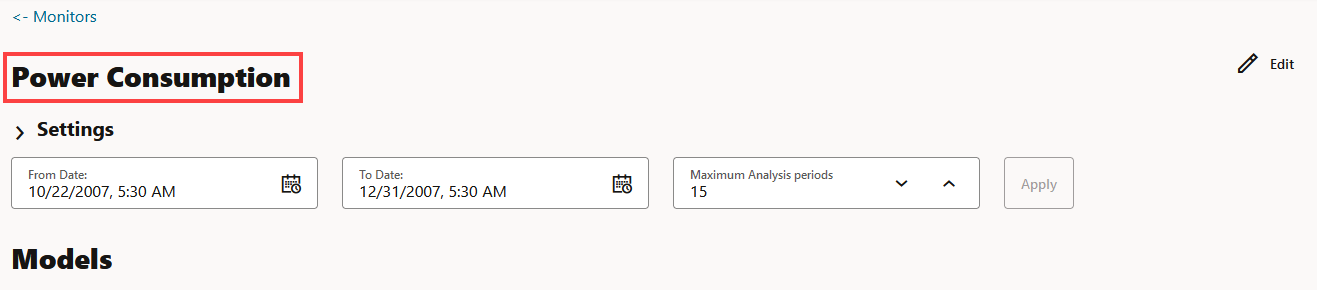 <- Monitors
Power Consumption
Edit
Settings
From Date:
10/22/2007, 5:30 AM
To Date:
12/31/2007, 5:30 AM
Maximum Analysis periods
15
Apply
Models